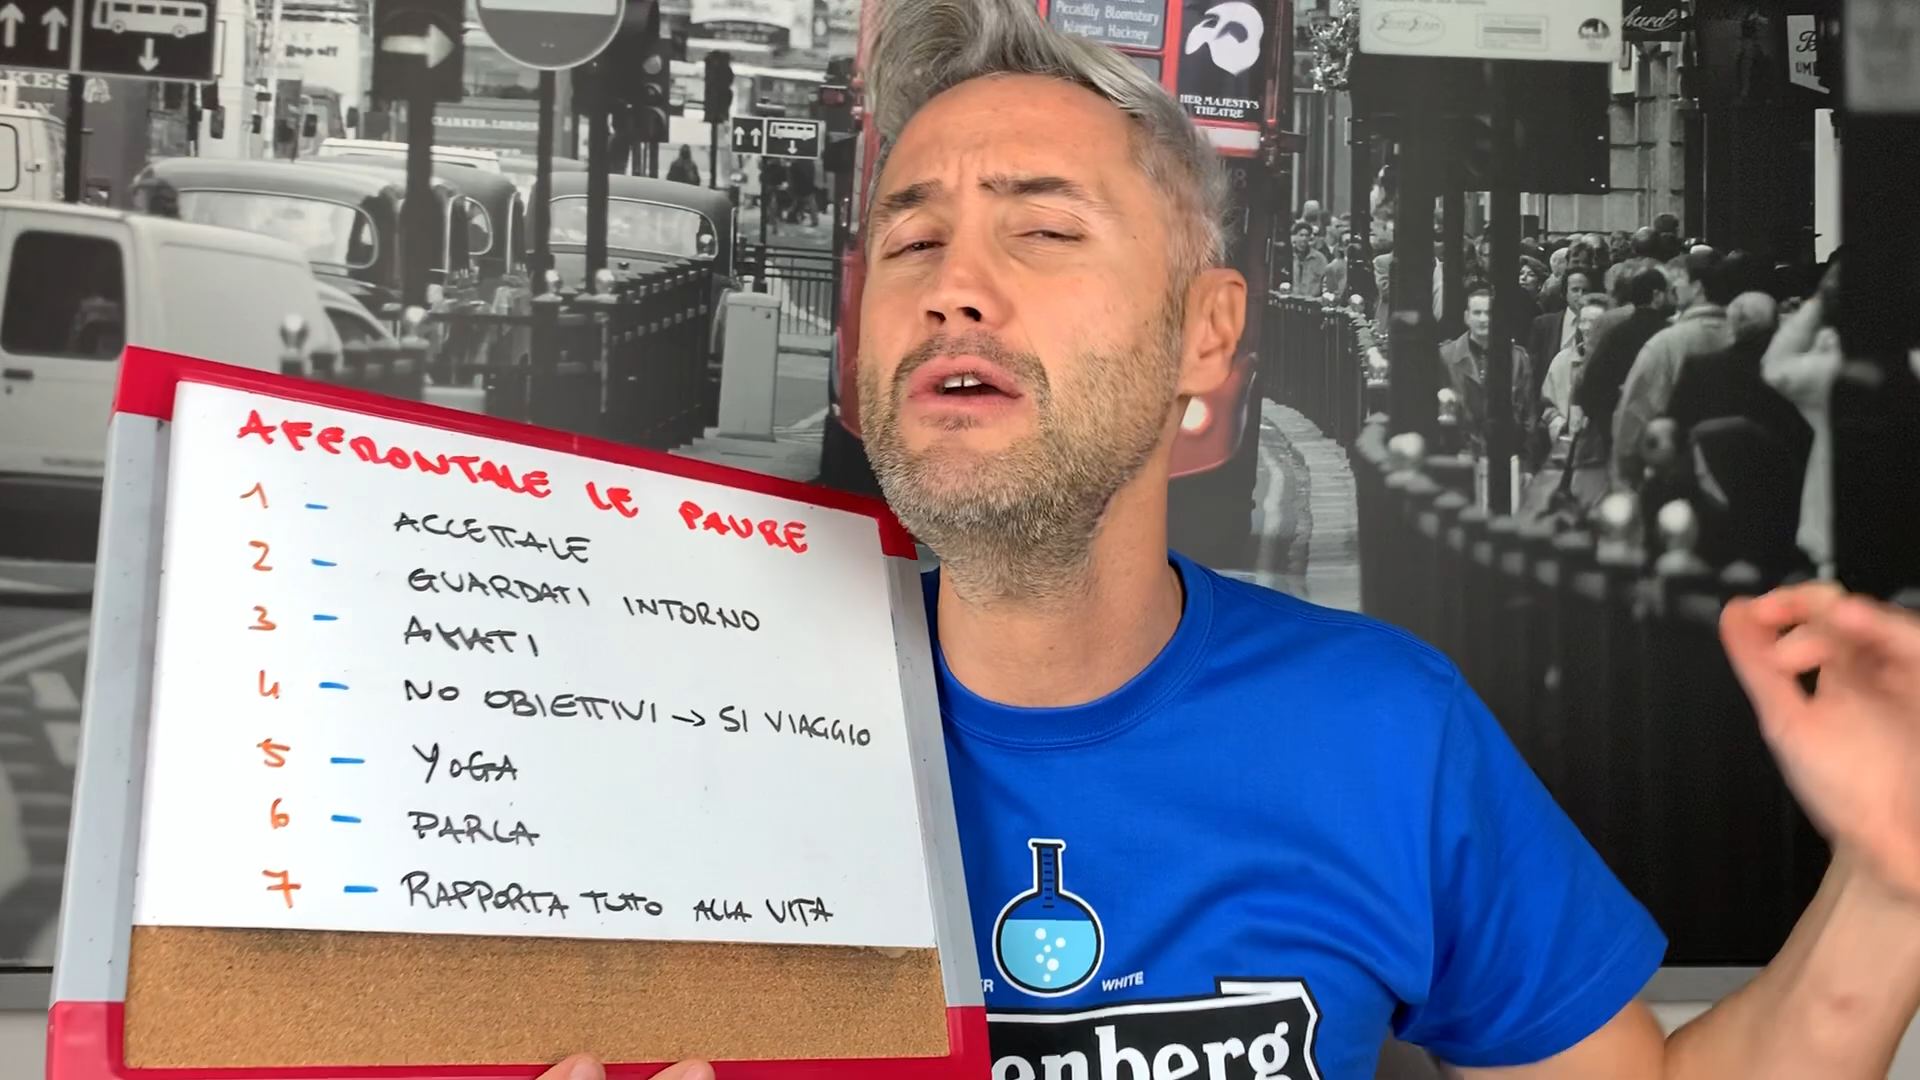 Piccadilly Bloomsbury
Islington Hackney
HER MAJESTY'S
THEATRE
AFFRONTALE LE PAURE
1 - ACCETTALE
2 - GUARDATI INTORNO
3 - AMATI
4 - NO OBIETTIVI → SI VIAGGIO
5 - YOGA
6 - PARLA
7 - RAPPORTA TUTTO ALLA VITA
WHITE
enberg